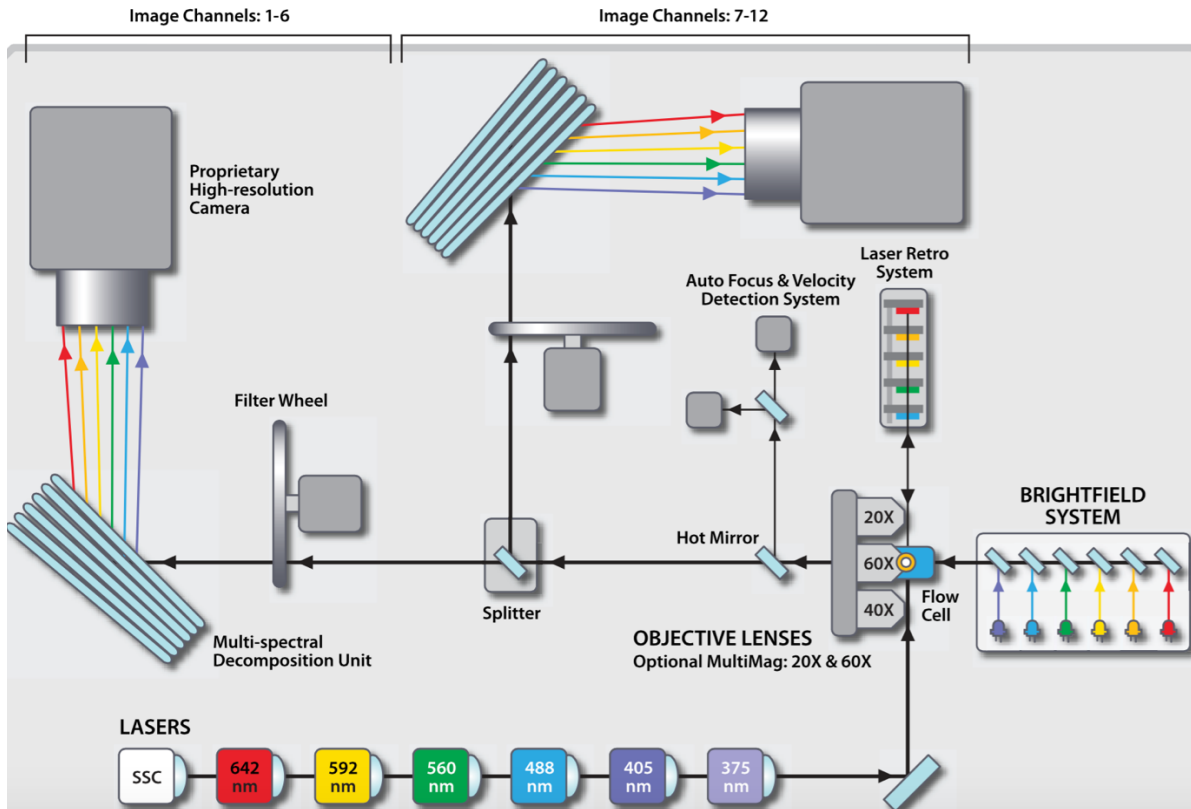 Image Channels: 1-6
Image Channels: 7-12
Proprietary
High-resolution
Camera
Laser Retro
System
Auto Focus & Velocity
Detection System
Filter Wheel
BRIGHTFIELD
SYSTEM
20X
Hot Mirror
60X
Flow
Cell
40X
Splitter
OBJECTIVE LENSES
Optional MultiMag: 20X & 60X
Multi-spectral
Decomposition Unit
LASERS
SSC
642
nm
592
nm
560
nm
488
nm
405
nm
375
nm